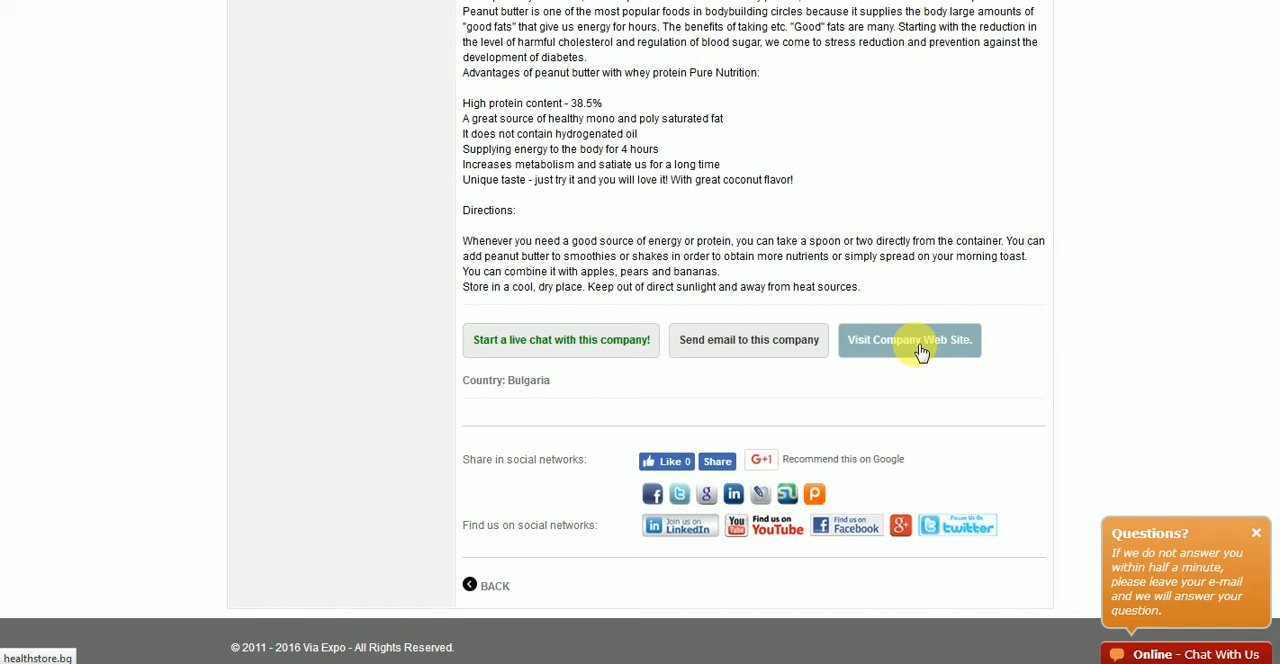 Peanut butter is one of the most popular foods in bodybuilding circles because it supplies the body large amounts of
"good fats" that give us energy for hours. The benefits of taking etc. "Good" fats are many. Starting with the reduction in
the level of harmful cholesterol and regulation of blood sugar, we come to stress reduction and prevention against the
development of diabetes.
Advantages of peanut butter with whey protein Pure Nutrition:
High protein content - 38.5%
A great source of healthy mono and poly saturated fat
It does not contain hydrogenated oil
Supplying energy to the body for 4 hours
Increases metabolism and satiate us for a long time
Unique taste - just try it and you will love it! With great coconut flavor!
Directions:
Whenever you need a good source of energy or protein, you can take a spoon or two directly from the container. You can
add peanut butter to smoothies or shakes in order to obtain more nutrients or simply spread on your morning toast.
You can combine it with apples, pears and bananas.
Store in a cool, dry place. Keep out of direct sunlight and away from heat sources.
Start a live chat with this company! Send email to this company Visit Company Web Site.
Country: Bulgaria
Share in social networks: Like 0 Share G+1 Recommend this on Google
Find us on social networks: Join us on LinkedIn You Tube Find us on YouTube Find us on Facebook g+ Follow Us On twitter
BACK
Questions?
If we do not answer you
within half a minute,
please leave your e-mail
and we will answer your
question.
© 2011 - 2016 Via Expo - All Rights Reserved.
Online - Chat With Us
healthstore.bg